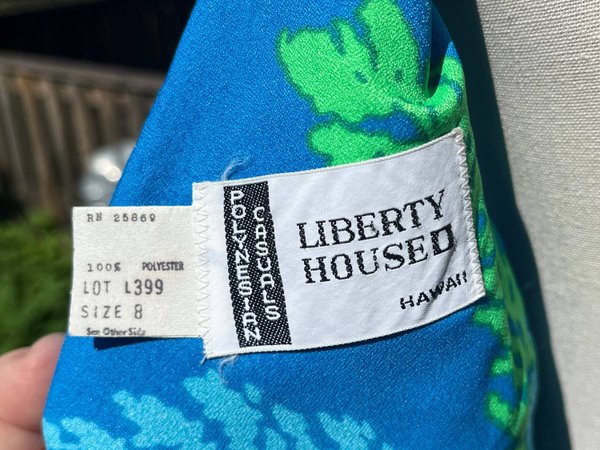 RN 25869
100% POLYESTER
LOT L399
SIZE 8
See Other Side
POLYNESIAN
CASUALS
LIBERTY
HOUSE
HAWAII